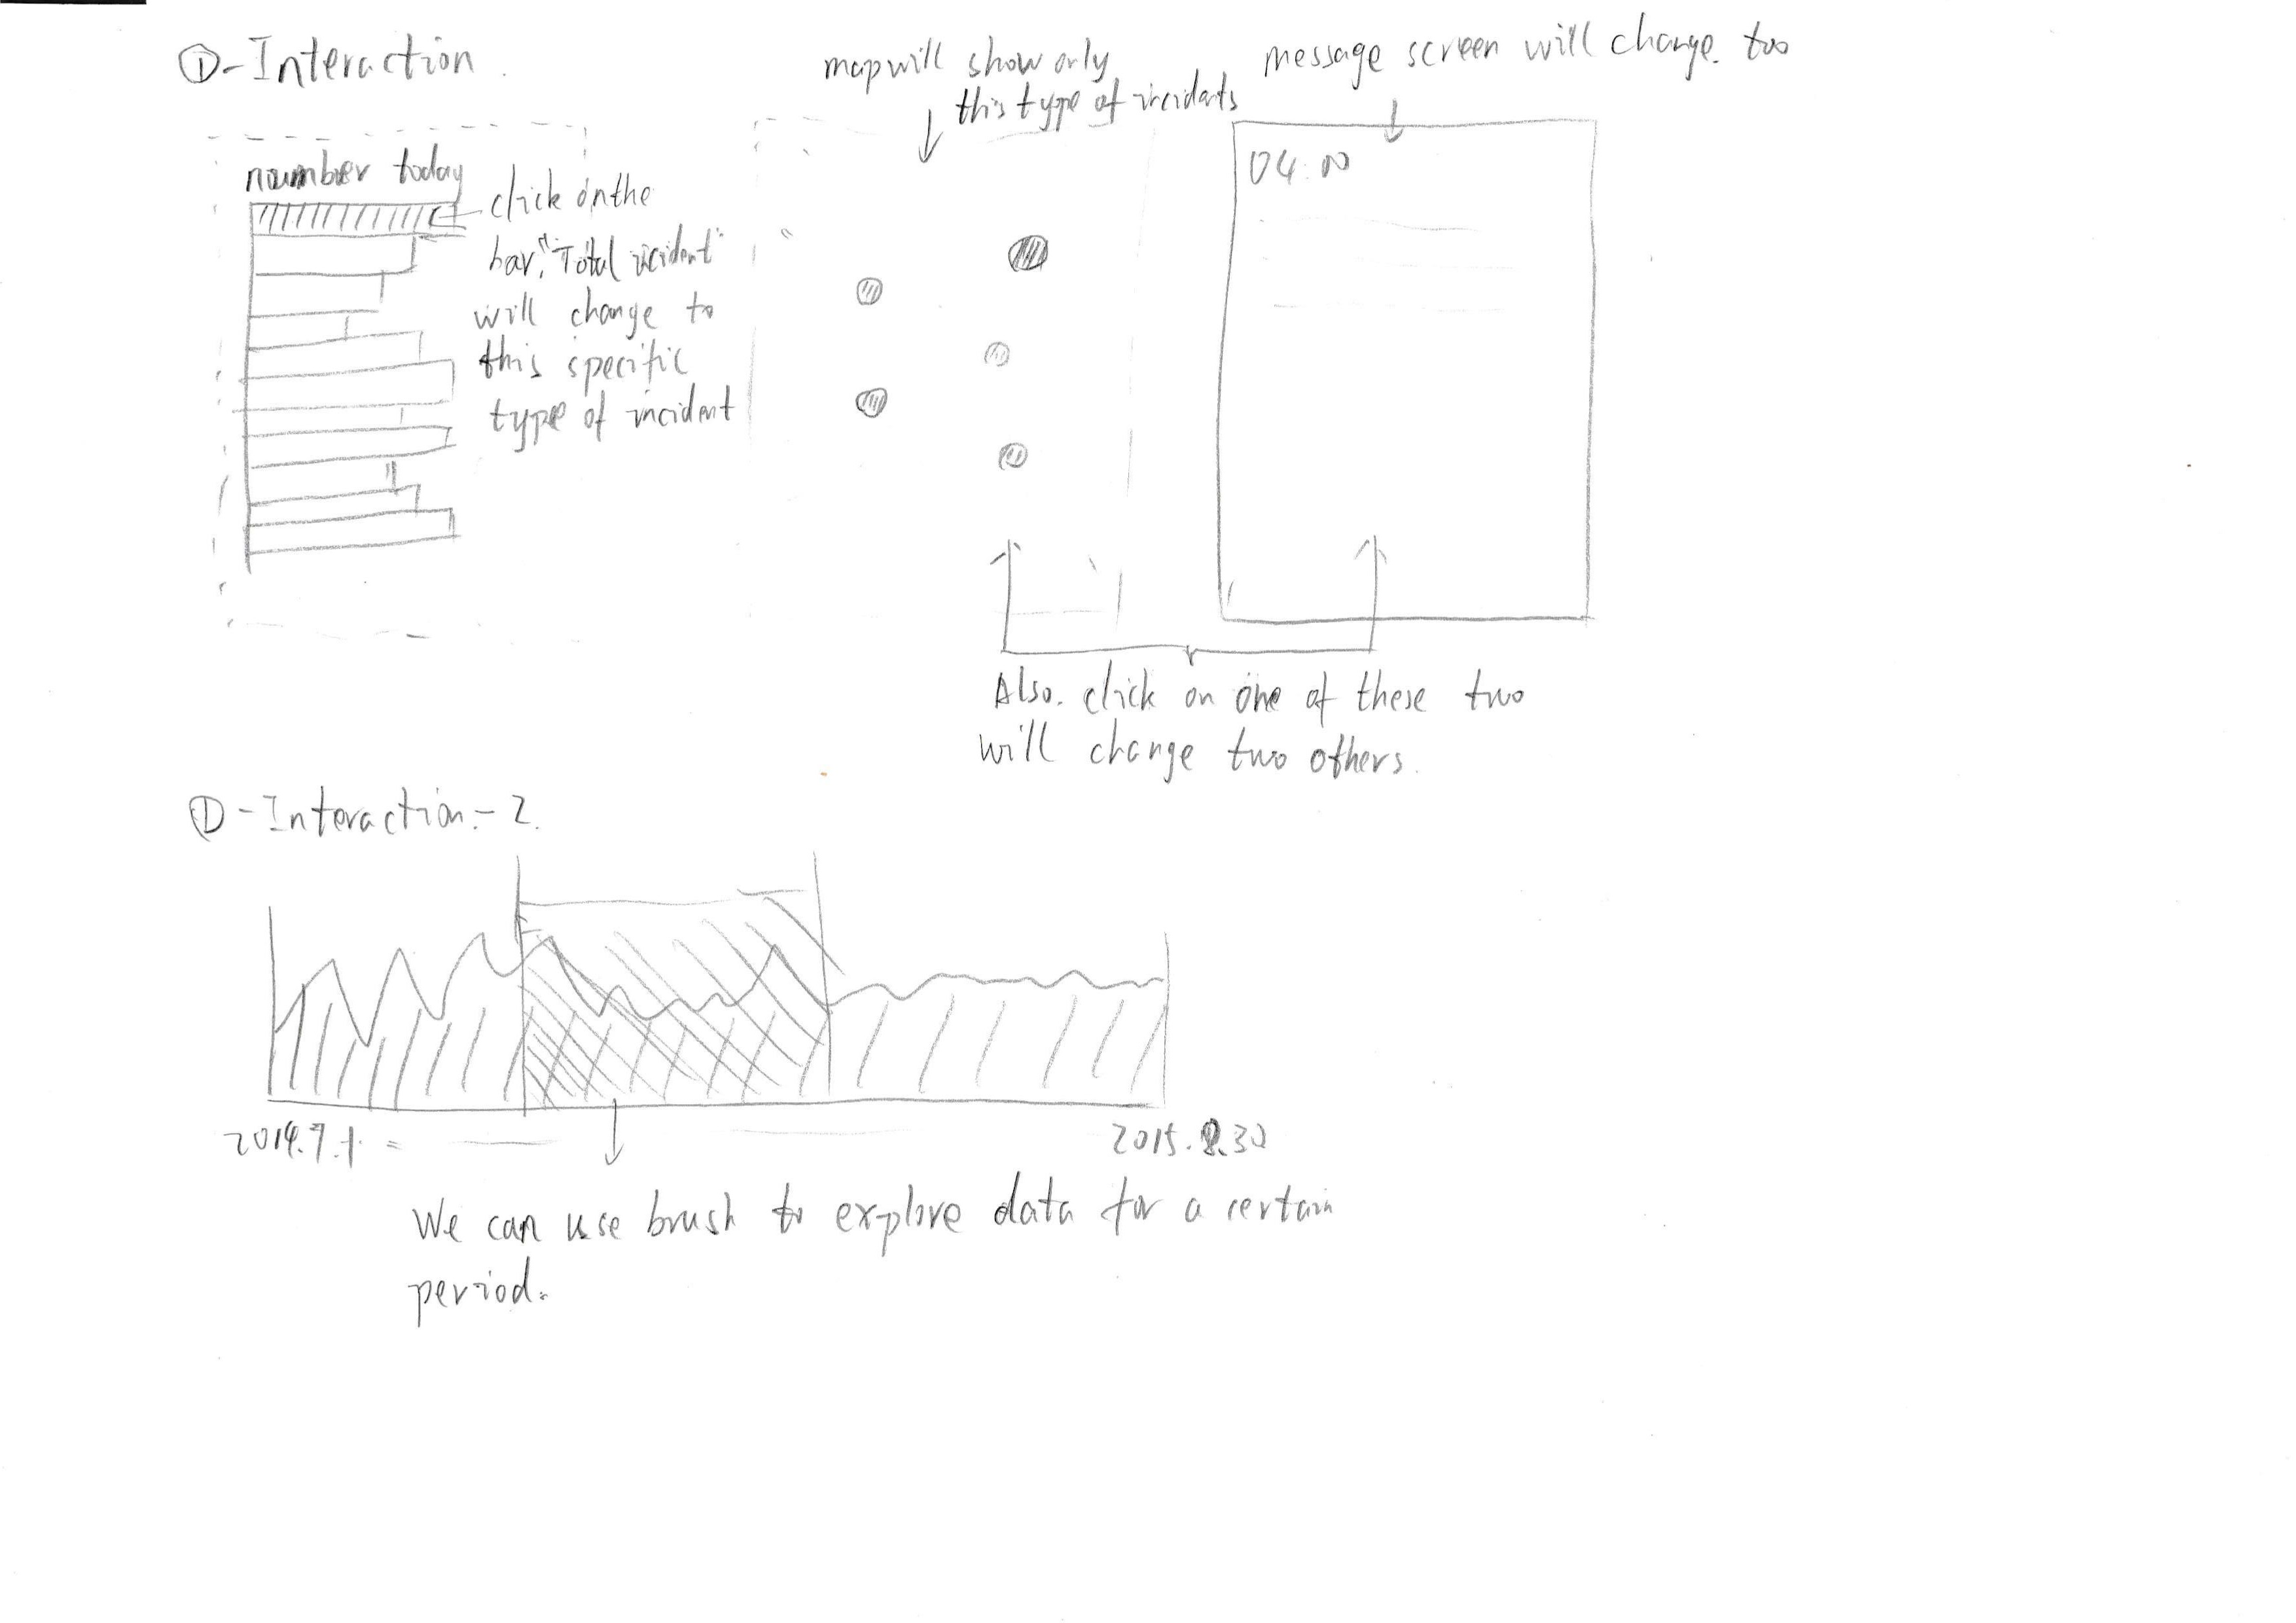 ①-Interaction.
map will show only
this type of incidents
message screen will change too
number today
click on the
bar, "Total incident"
will change to
this specific
type of incident
04:00
Also. click on one of these two
will change two others.
①-Interaction.-2.
2014.7.1
2015.8.30
We can use brush to explore data for a certain
period.